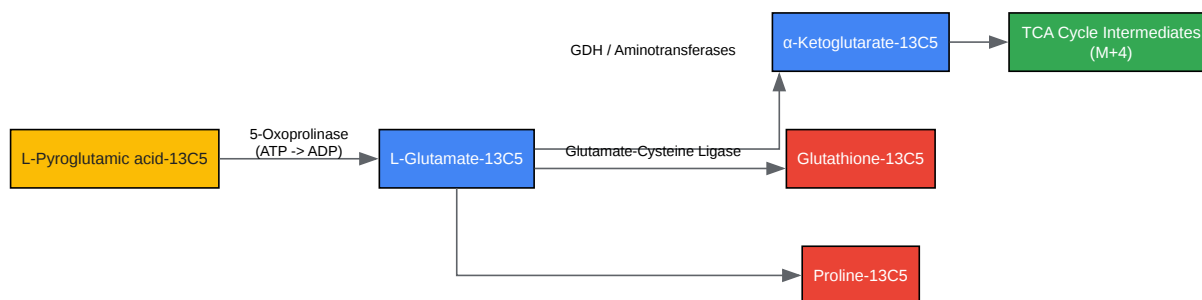 α-Ketoglutarate-13C5
TCA Cycle Intermediates
(M+4)
GDH / Aminotransferases
5-Oxoprolinase
(ATP -> ADP)
L-Pyroglutamic acid-13C5
L-Glutamate-13C5
Glutamate-Cysteine Ligase
Glutathione-13C5
Proline-13C5